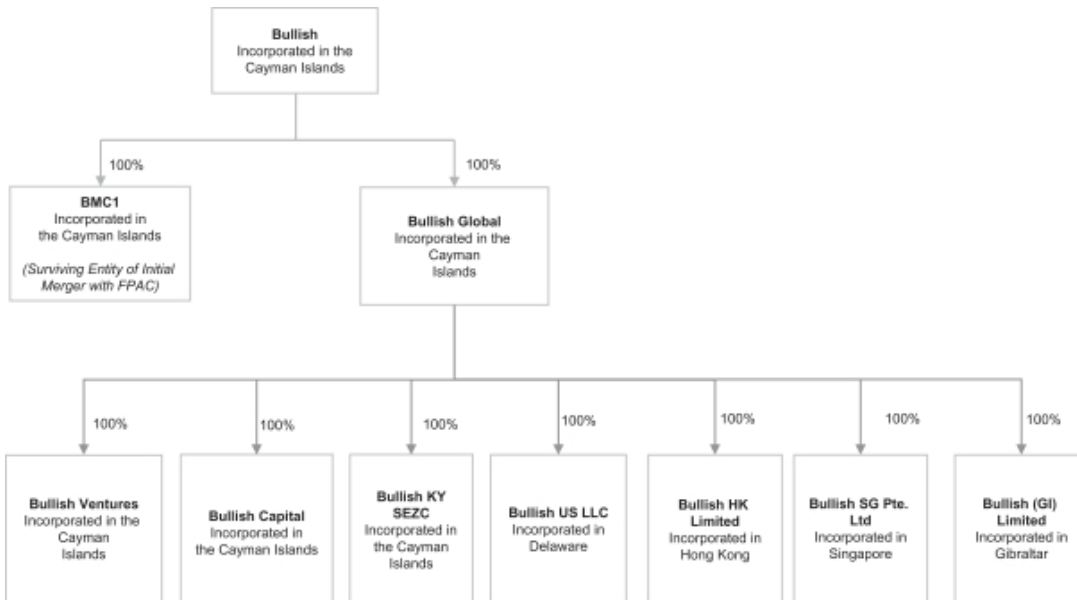 Bullish
Incorporated in the
Cayman Islands
100%
100%
BMC1
Incorporated in
the Cayman Islands
(Surviving Entity of Initial
Merger with FPAC)
Bullish Global
Incorporated in the
Cayman
Islands
100%
100%
100%
100%
100%
100%
100%
Bullish Ventures
Incorporated in the
Cayman
Islands
Bullish Capital
Incorporated in
the Cayman Islands
Bullish KY
SEZC
Incorporated in
the Cayman
Islands
Bullish US LLC
Incorporated in
Delaware
Bullish HK
Limited
Incorporated in
Hong Kong
Bullish SG Pte.
Ltd
Incorporated in
Singapore
Bullish (GI)
Limited
Incorporated in
Gibraltar